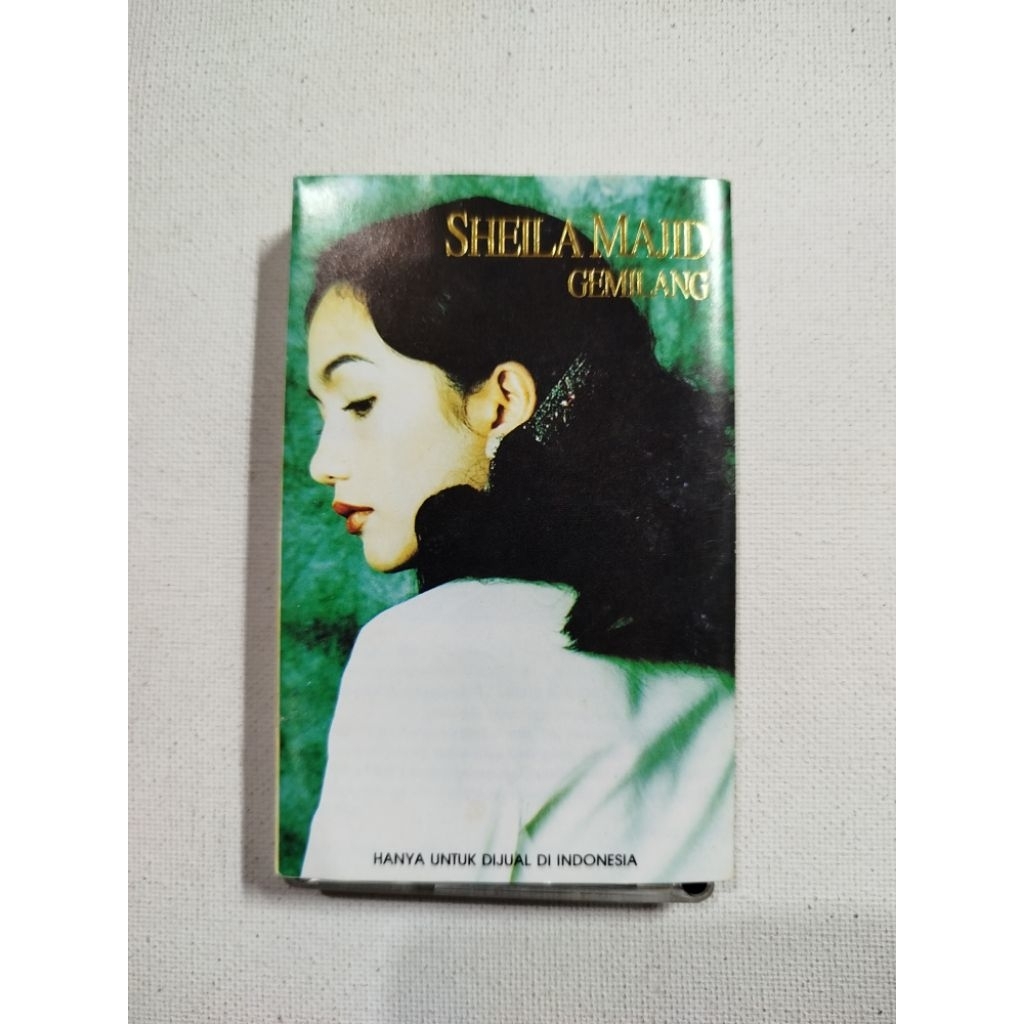 SHEILA MAJID
GEMILANG
HANYA UNTUK DIJUAL DI INDONESIA